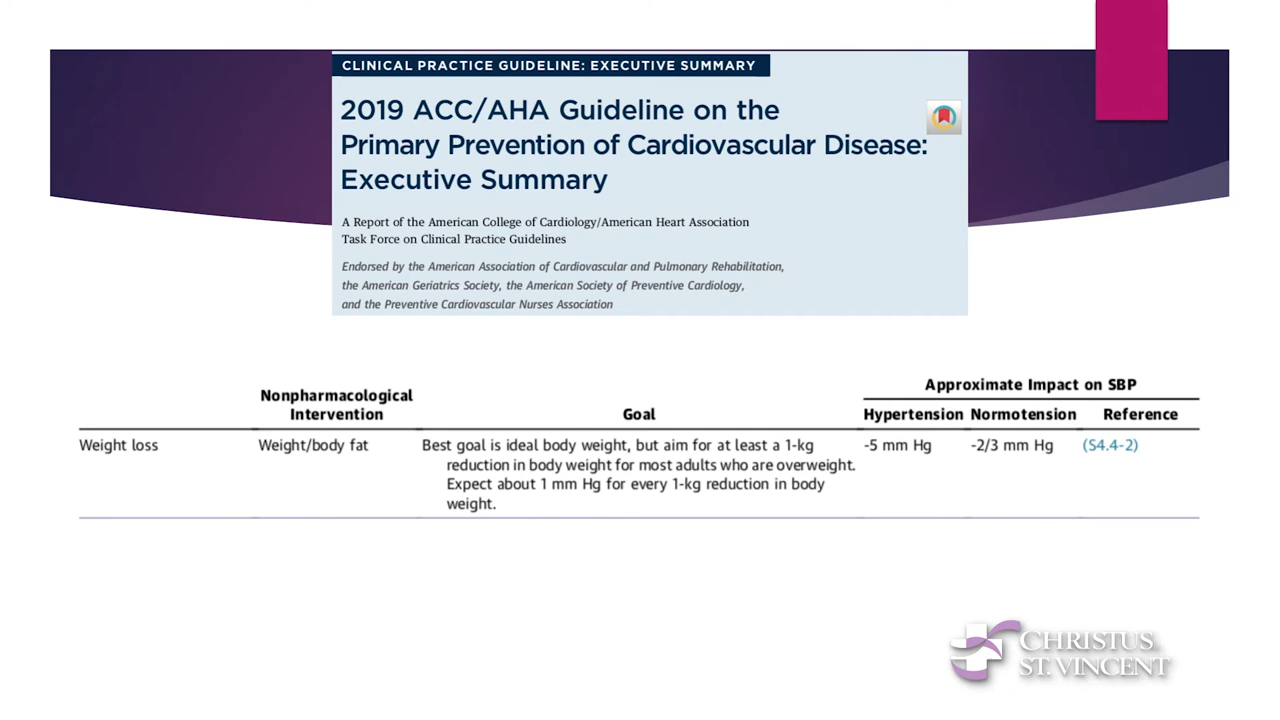 CLINICAL PRACTICE GUIDELINE: EXECUTIVE SUMMARY
2019 ACC/AHA Guideline on the
Primary Prevention of Cardiovascular Disease:
Executive Summary
A Report of the American College of Cardiology/American Heart Association
Task Force on Clinical Practice Guidelines
Endorsed by the American Association of Cardiovascular and Pulmonary Rehabilitation,
the American Geriatrics Society, the American Society of Preventive Cardiology,
and the Preventive Cardiovascular Nurses Association
Approximate Impact on SBP
Nonpharmacological
Intervention Goal Hypertension Normotension Reference
Weight loss Weight/body fat Best goal is ideal body weight, but aim for at least a 1-kg -5 mm Hg -2/3 mm Hg (S4.4-2)
reduction in body weight for most adults who are overweight.
Expect about 1 mm Hg for every 1-kg reduction in body
weight.
CHRISTUS
ST. VINCENT